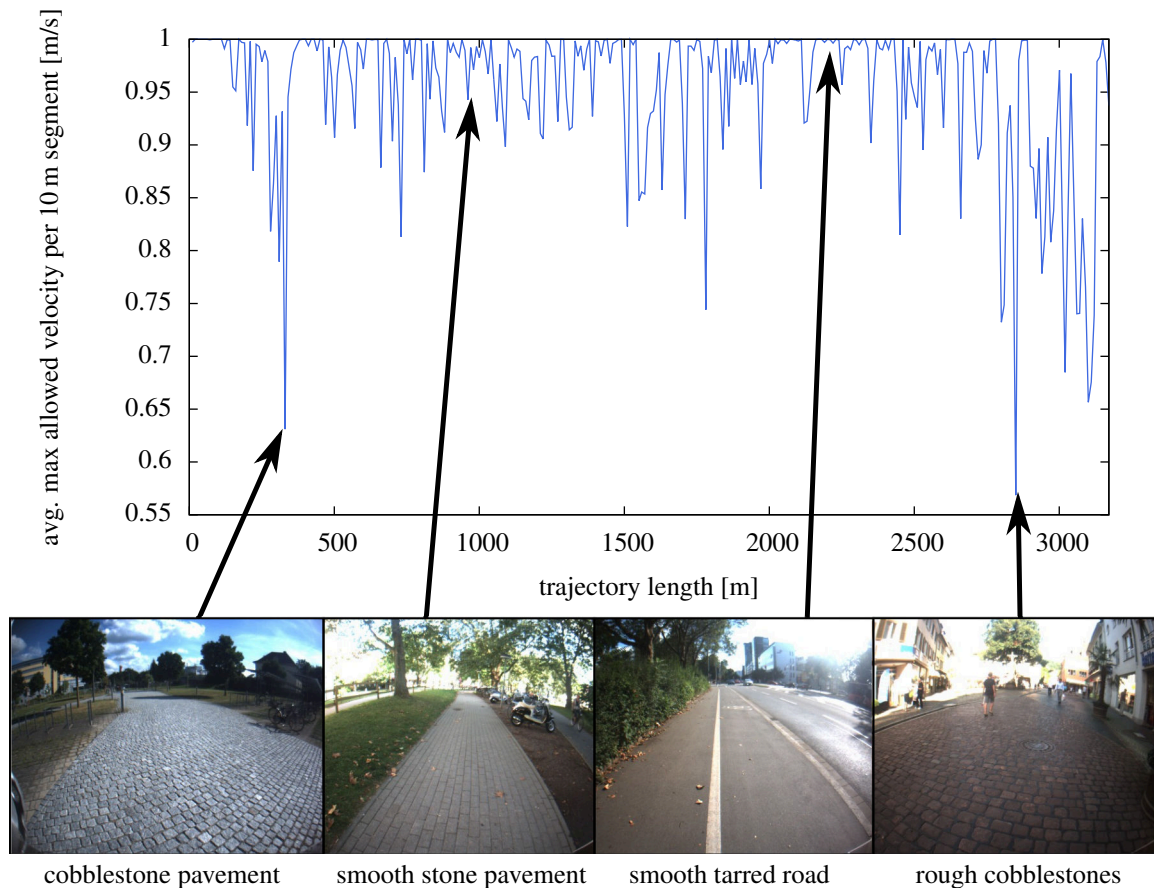 avg. max allowed velocity per 10 m segment [m/s]
1
0.95
0.9
0.85
0.8
0.75
0.7
0.65
0.6
0.55
0 500 1000 1500 2000 2500 3000
trajectory length [m]
cobblestone pavement smooth stone pavement smooth tarred road rough cobblestones